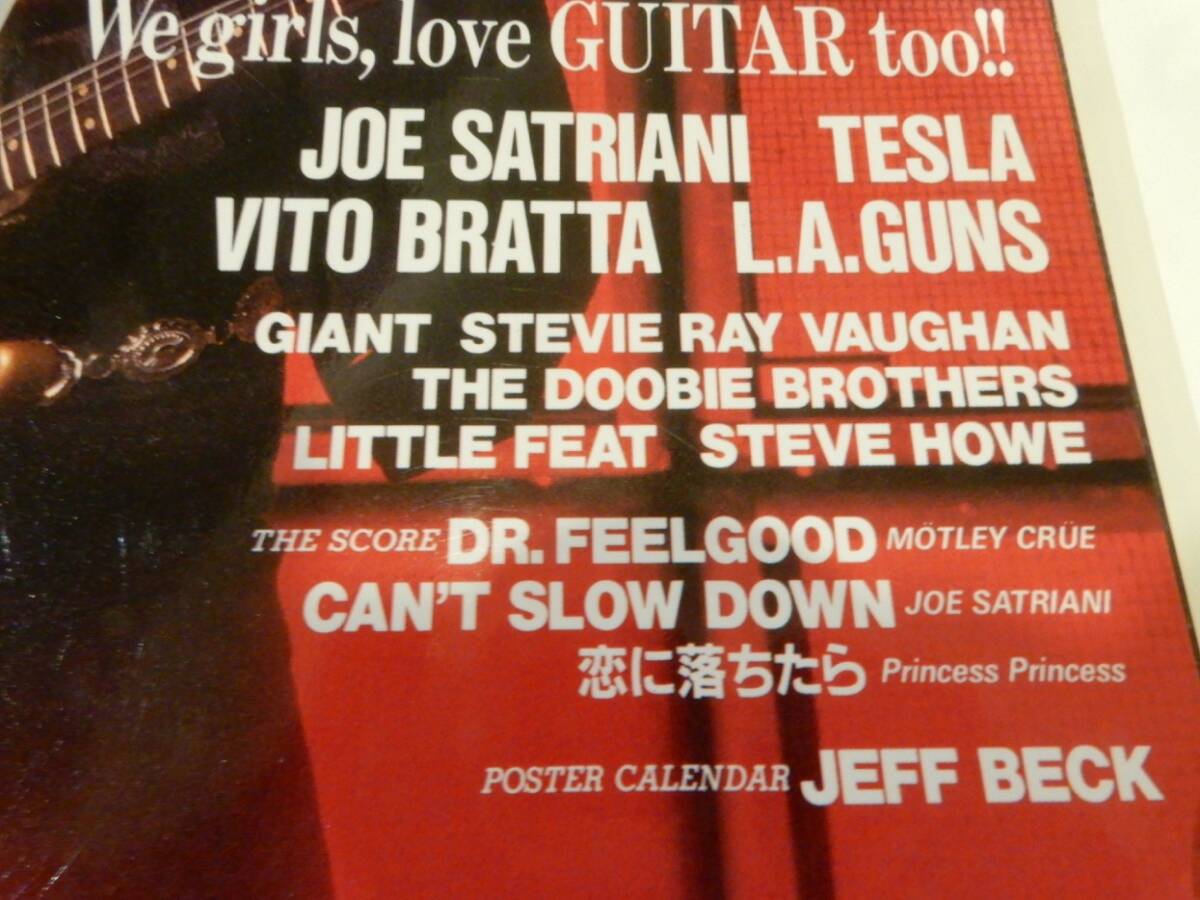 We girls, love GUITAR too!!
JOE SATRIANI TESLA
VITO BRATTA L.A.GUNS
GIANT STEVIE RAY VAUGHAN
THE DOOBIE BROTHERS
LITTLE FEAT STEVE HOWE
THE SCORE DR. FEELGOOD MÖTLEY CRÜE
CAN'T SLOW DOWN JOE SATRIANI
恋に落ちたら Princess Princess
POSTER CALENDAR JEFF BECK